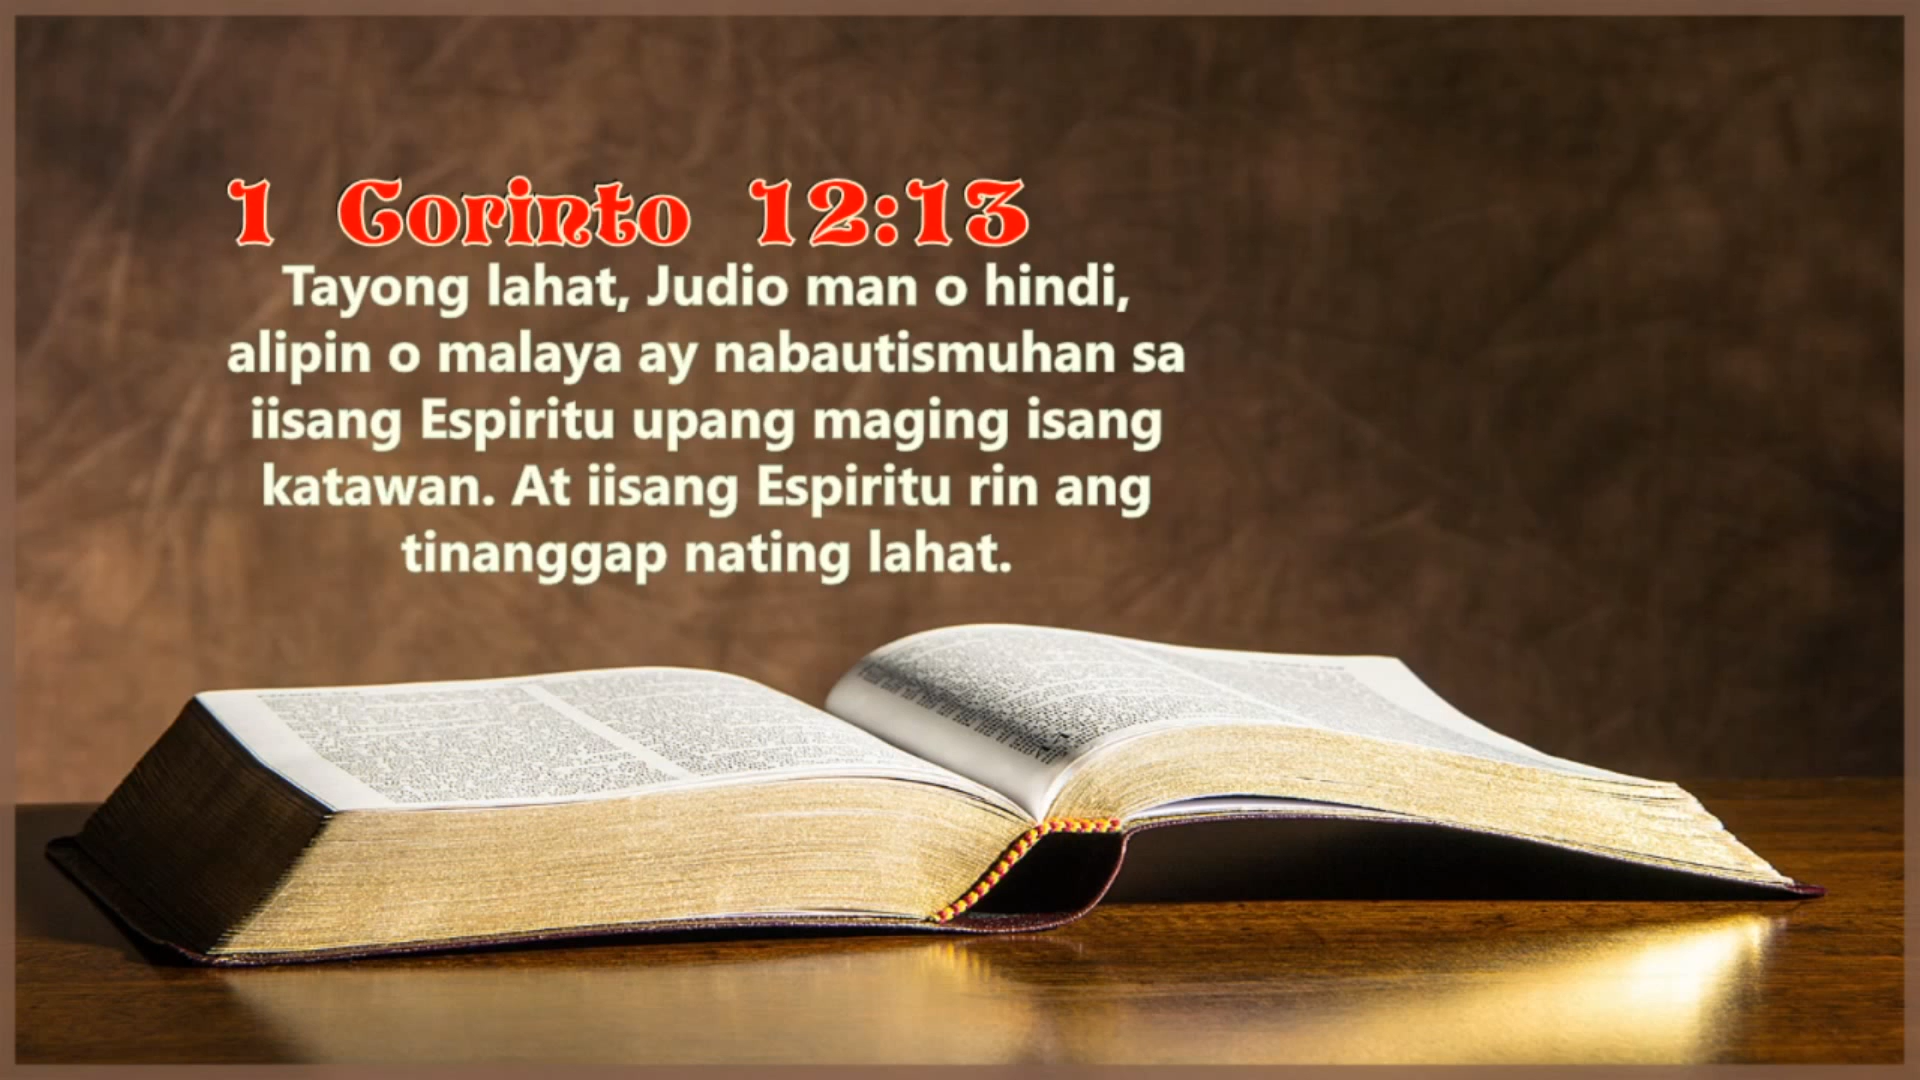 1 Corinto 12:13
Tayong lahat, Judio man o hindi,
alipin o malaya ay nabautismuhan sa
iisang Espiritu upang maging isang
katawan. At iisang Espiritu rin ang
tinanggap nating lahat.